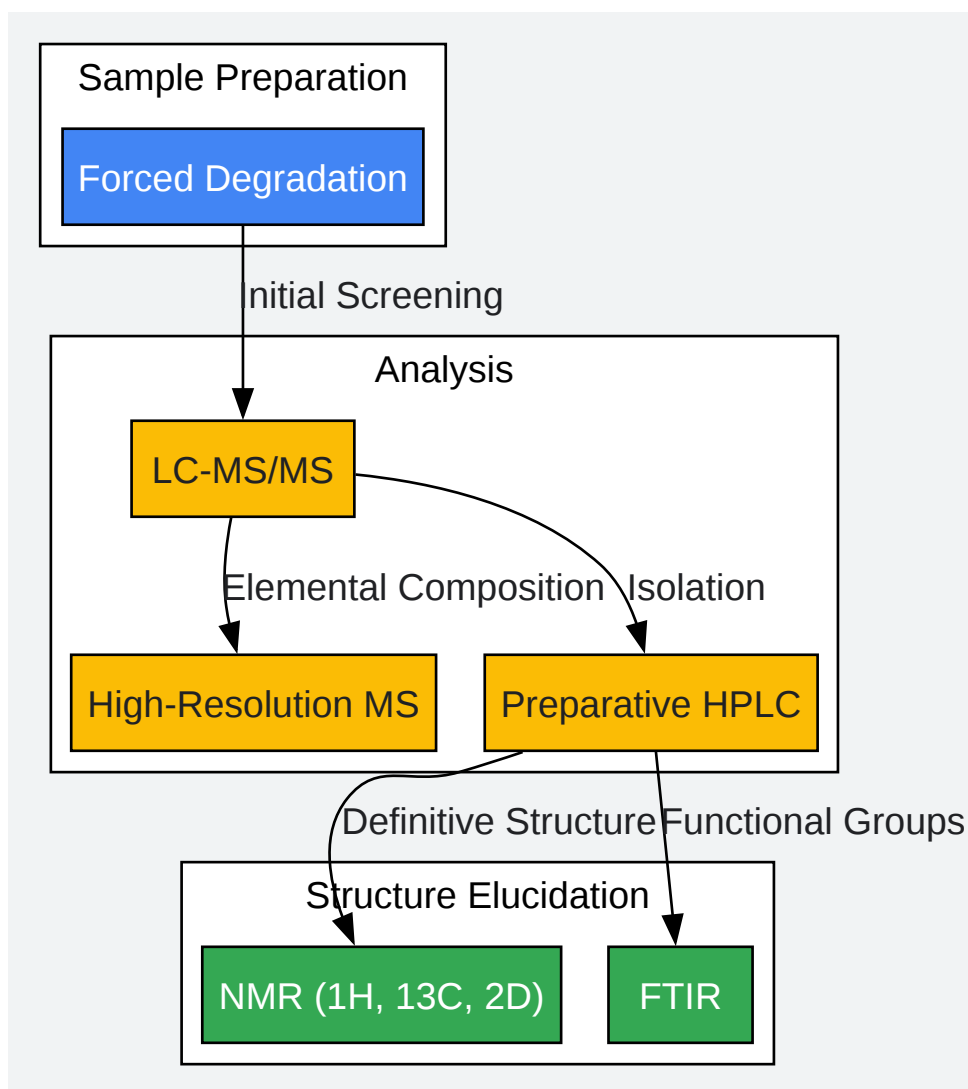 Sample Preparation
Forced Degradation
Initial Screening
Analysis
LC-MS/MS
Elemental Composition
Isolation
High-Resolution MS
Preparative HPLC
Definitive Structure
Functional Groups
Structure Elucidation
NMR (1H, 13C, 2D)
FTIR